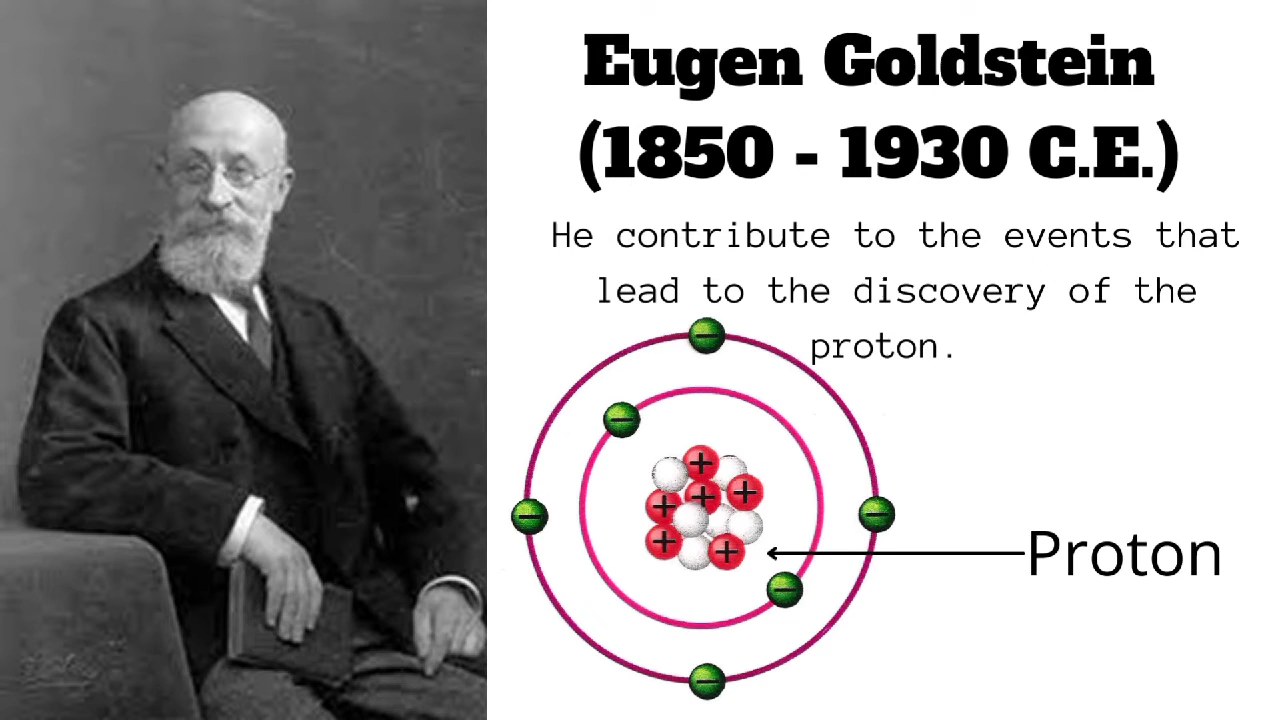 Eugen Goldstein
(1850 - 1930 C.E.)
He contribute to the events that
lead to the discovery of the
proton.
Proton